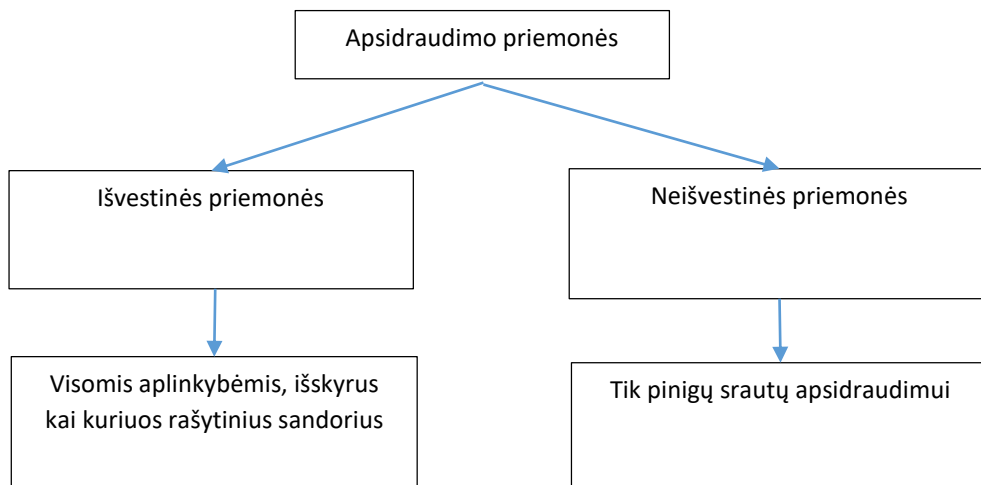 Apsidraudimo priemonės
Išvestinės priemonės
Neišvestinės priemonės
Visomis aplinkybėmis, išskyrus
kai kuriuos rašytinius sandorius
Tik pinigų srautų apsidraudimui